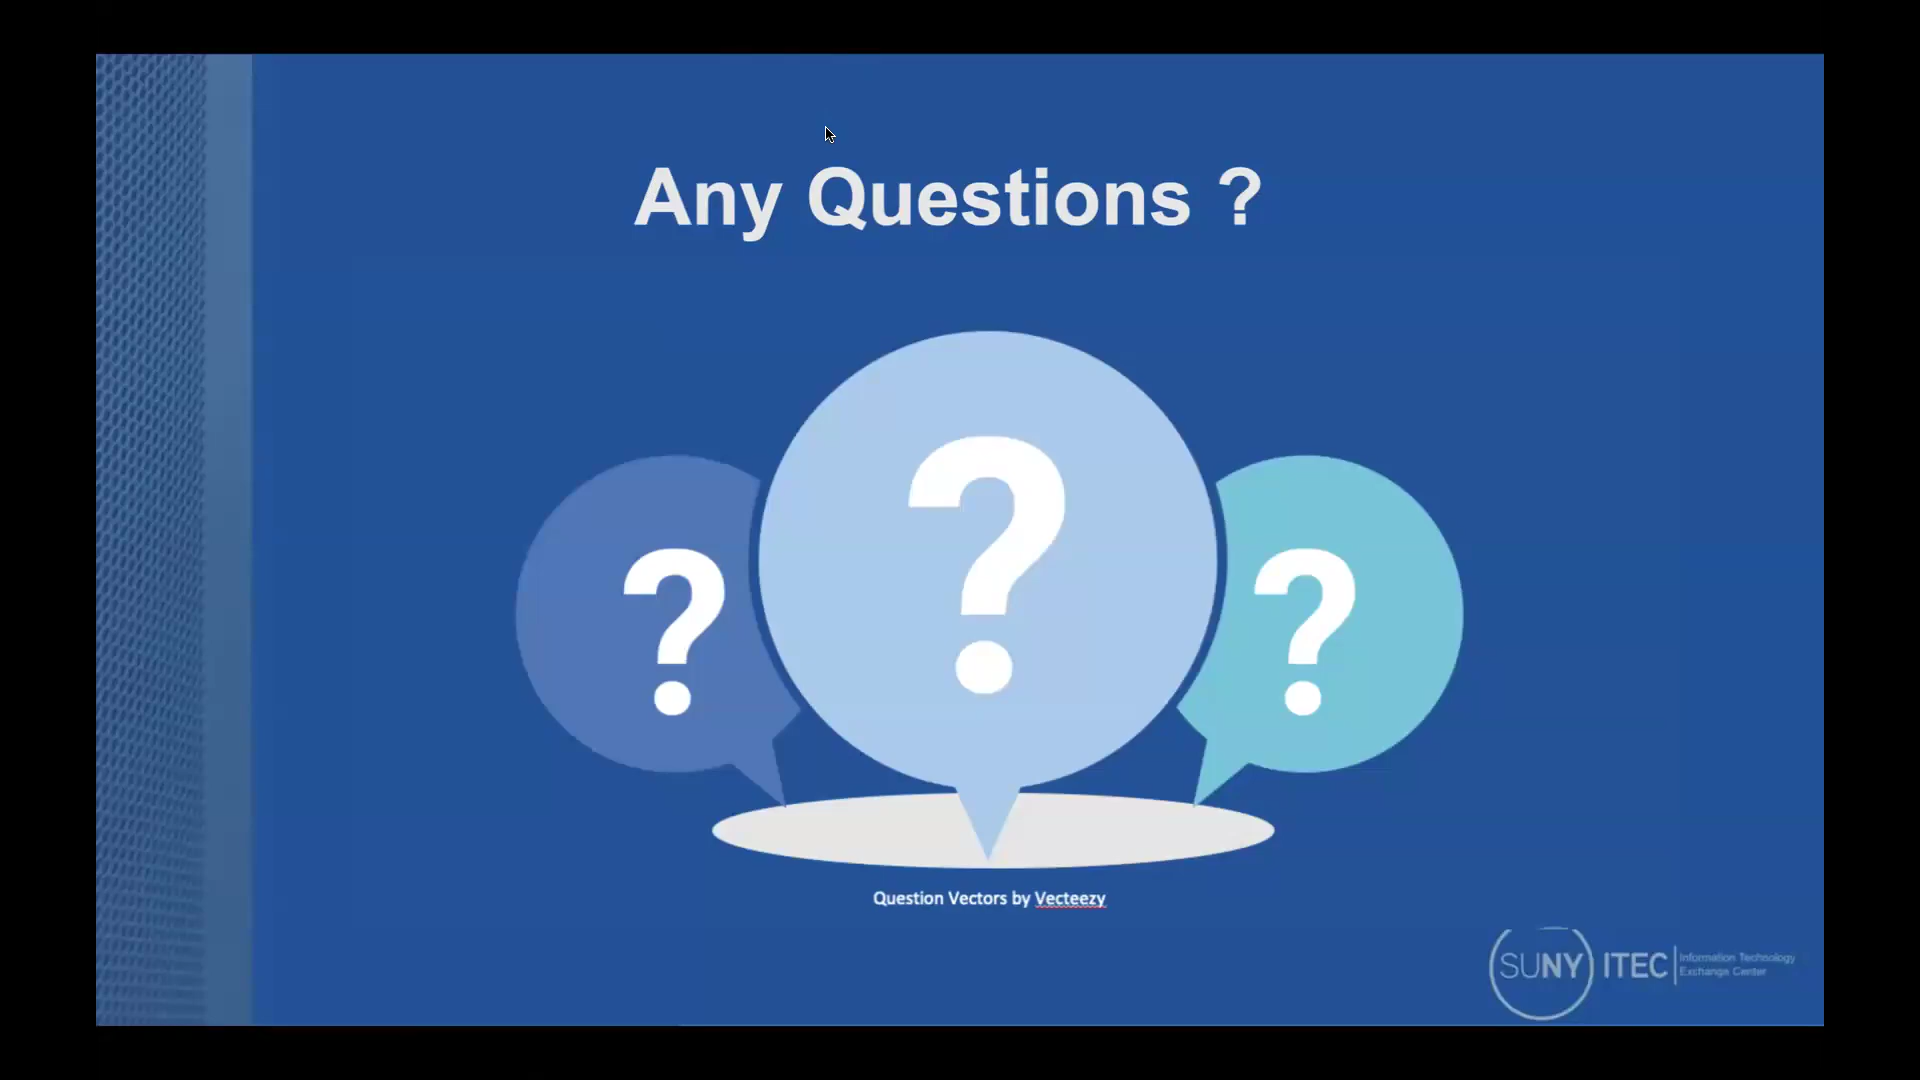 Any Questions ?
?
?
?
Question Vectors by Vecteezy
SUNY ITEC
Information Technology
Exchange Center